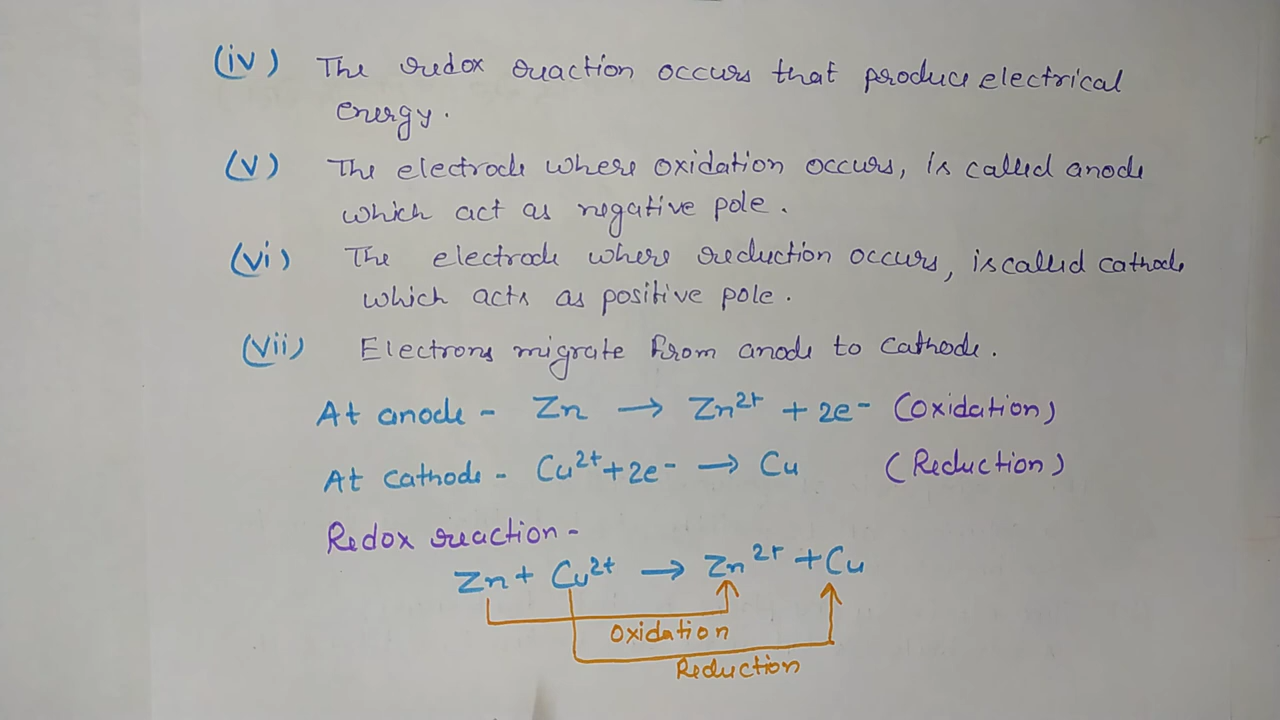 (iv) The redox reaction occurs that produce electrical
energy.
(v) The electrode where oxidation occurs, is called anode
which act as negative pole.
(vi) The electrode where reduction occurs, is called cathode
which acts as positive pole.
(vii) Electrons migrate from anode to cathode.
At anode - Zn → Zn²⁺ + 2e⁻ (Oxidation)
At cathode - Cu²⁺ + 2e⁻ → Cu (Reduction)
Redox reaction -
Zn + Cu²⁺ → Zn²⁺ + Cu
Oxidation
Reduction